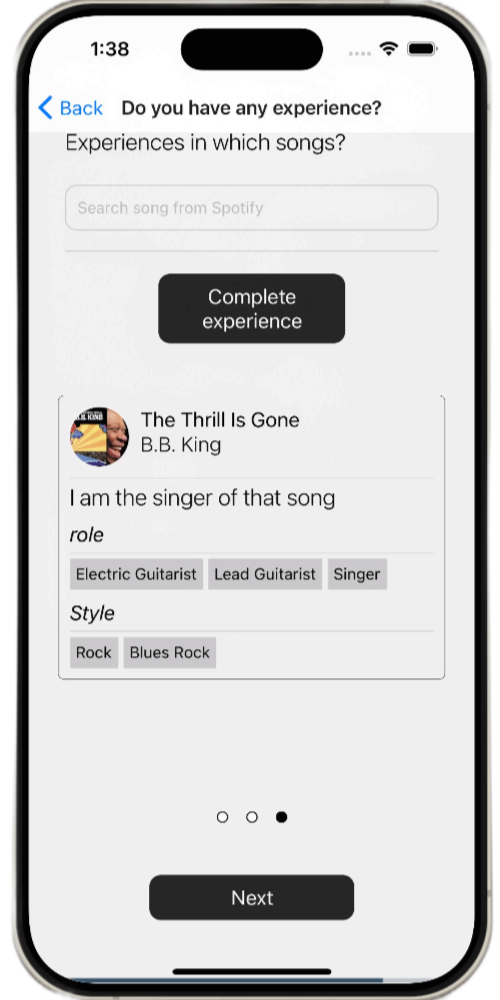 1:38
Back Do you have any experience?
Experiences in which songs?
Search song from Spotify
Complete
experience
B.B. KING
The Thrill Is Gone
B.B. King
I am the singer of that song
role
Electric Guitarist Lead Guitarist Singer
Style
Rock Blues Rock
Next